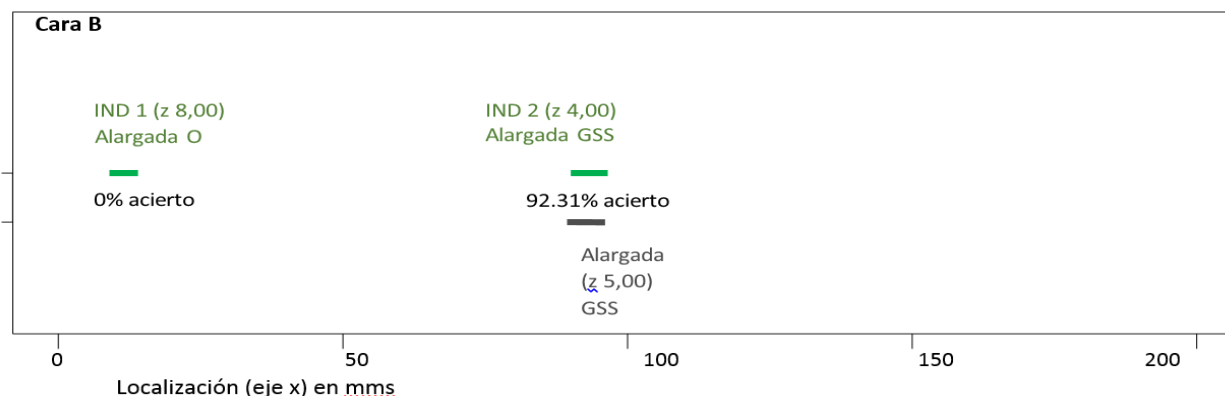 Cara B
IND 1 (z 8,00)
Alargada O
IND 2 (z 4,00)
Alargada GSS
0% acierto
92.31% acierto
Alargada
(z 5,00)
GSS
0
50
100
150
200
Localización (eje x) en mms